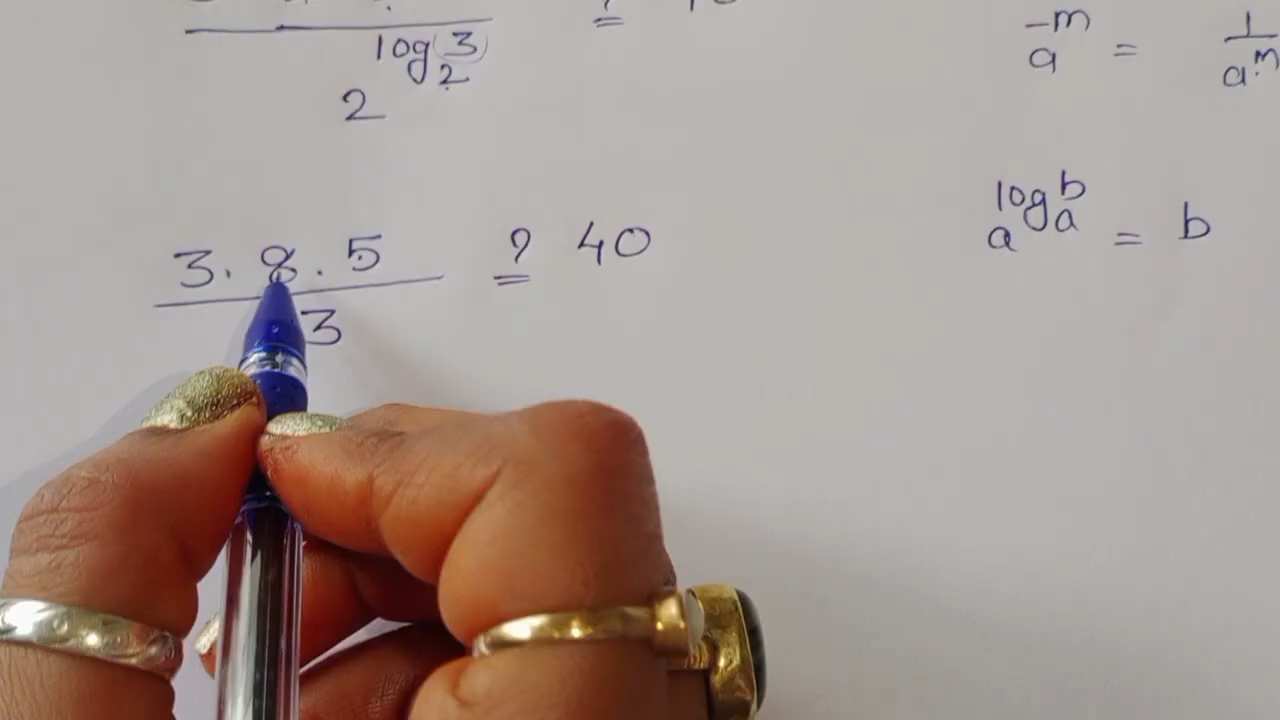 log 3
2
2
a^-m = 1/a^m
3 . 8 . 5 ? = 40
3
a^log_a b = b